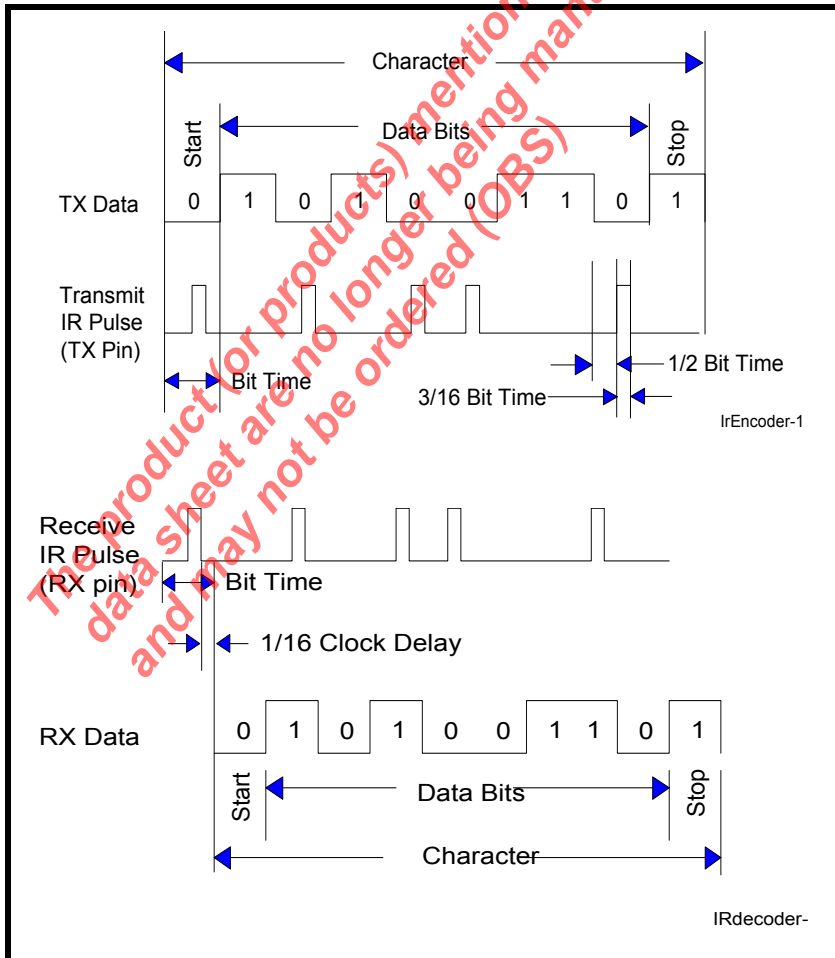 Character
Start
Data Bits
Stop
TX Data
0 1 0 1 0 0 1 1 0 1
Transmit
IR Pulse
(TX Pin)
Bit Time
1/2 Bit Time
3/16 Bit Time
IrEncoder-1
Receive
IR Pulse
(RX pin)
Bit Time
1/16 Clock Delay
RX Data
0 1 0 1 0 0 1 1 0 1
Start
Data Bits
Stop
Character
IRdecoder-
The product (or products) mention
data sheet are no longer being man
and may not be ordered (OBS)